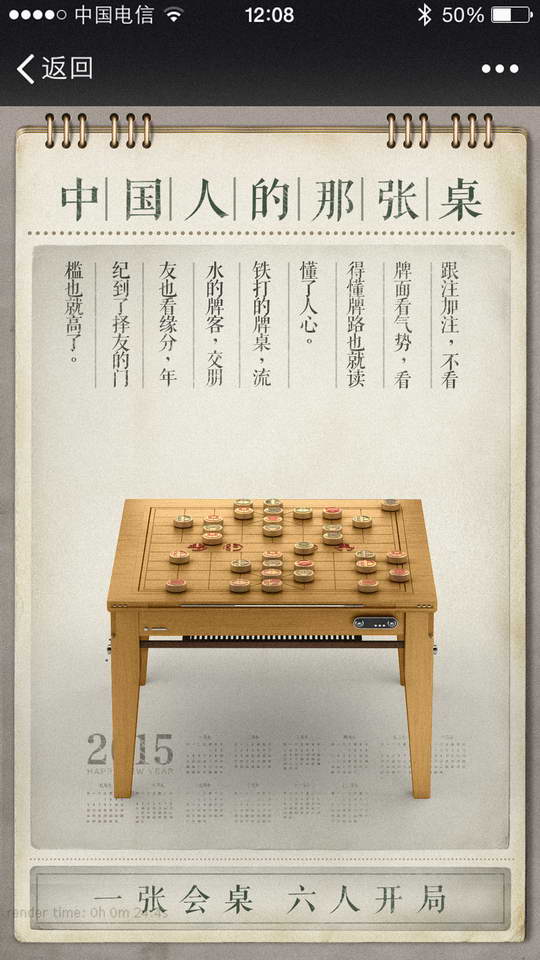 中国电信
12:08
50%
返回
中国人的那张桌
跟注加注，不看
牌面看气势，看
得懂牌路也就读
懂了人心。
铁打的牌桌，流
水的牌客，交朋
友也看缘分，年
纪到了择友的门
槛也就高了。
2015
HAPPY NEW YEAR
一张会桌 六人开局
render time: 0h 0m 24.4s